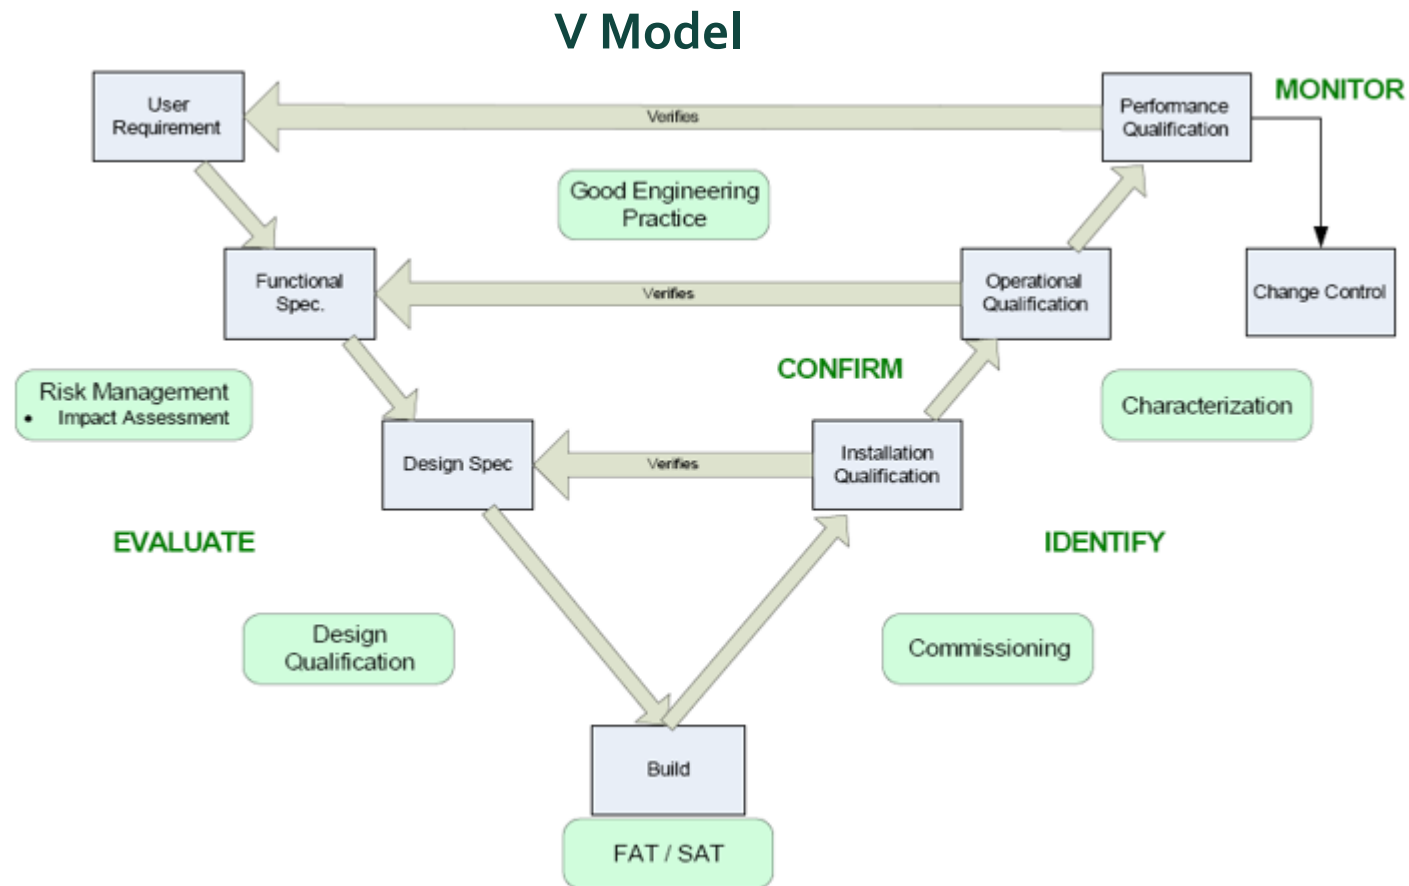 V Model
User
Requirement
Verifies
Performance
Qualification
MONITOR
Good Engineering
Practice
Functional
Spec.
Verifies
Operational
Qualification
Change Control
CONFIRM
Risk Management
• Impact Assessment
Characterization
Design Spec
Verifies
Installation
Qualification
EVALUATE
IDENTIFY
Design
Qualification
Commissioning
Build
FAT / SAT